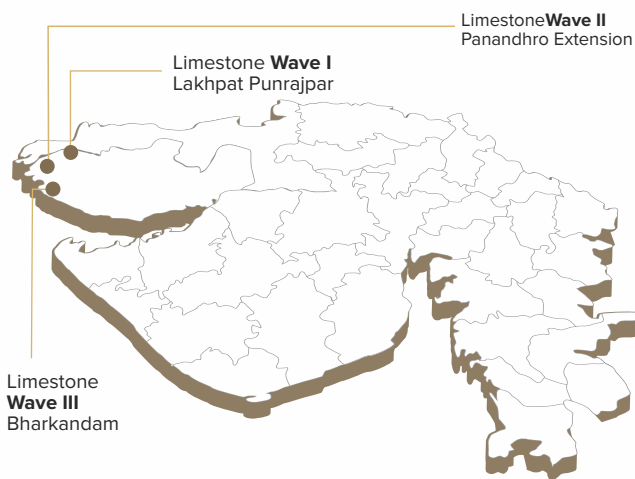 LimestoneWave II
Panandhro Extension
Limestone Wave I
Lakhpat Punrajpar
Limestone
Wave III
Bharkandam